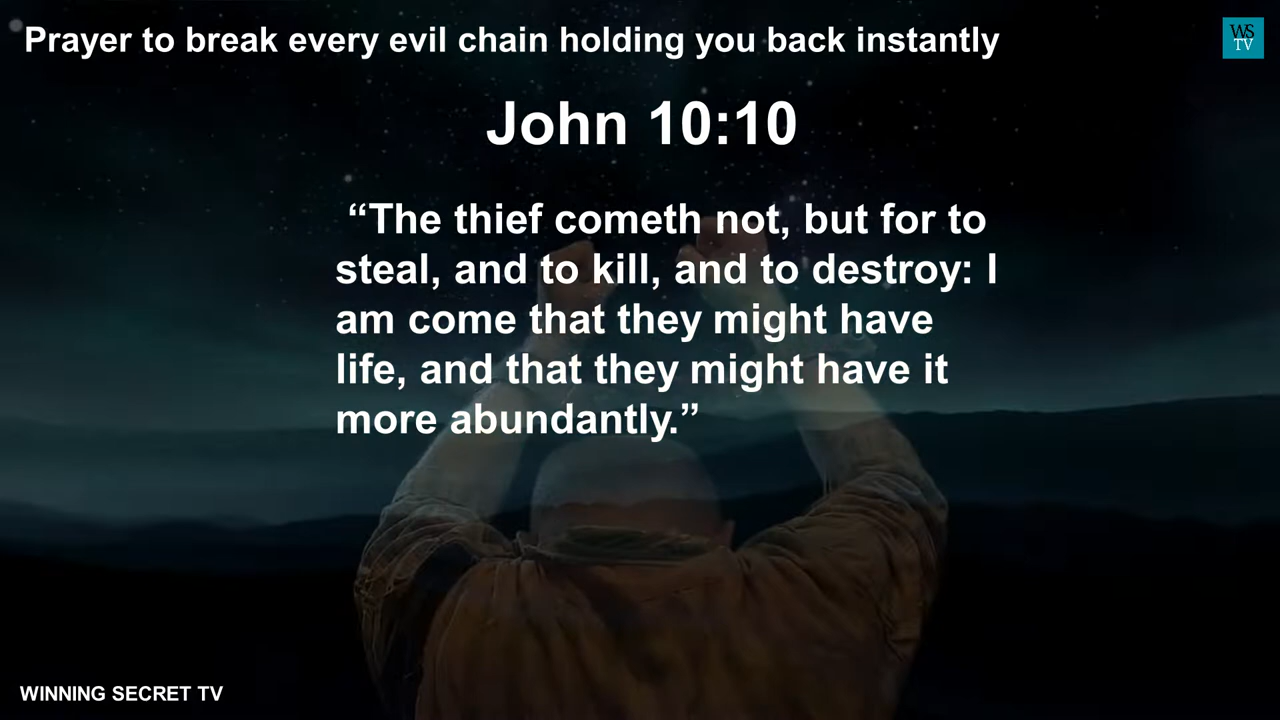 Prayer to break every evil chain holding you back instantly
WS
TV
John 10:10
“The thief cometh not, but for to
steal, and to kill, and to destroy: I
am come that they might have
life, and that they might have it
more abundantly.”
WINNING SECRET TV